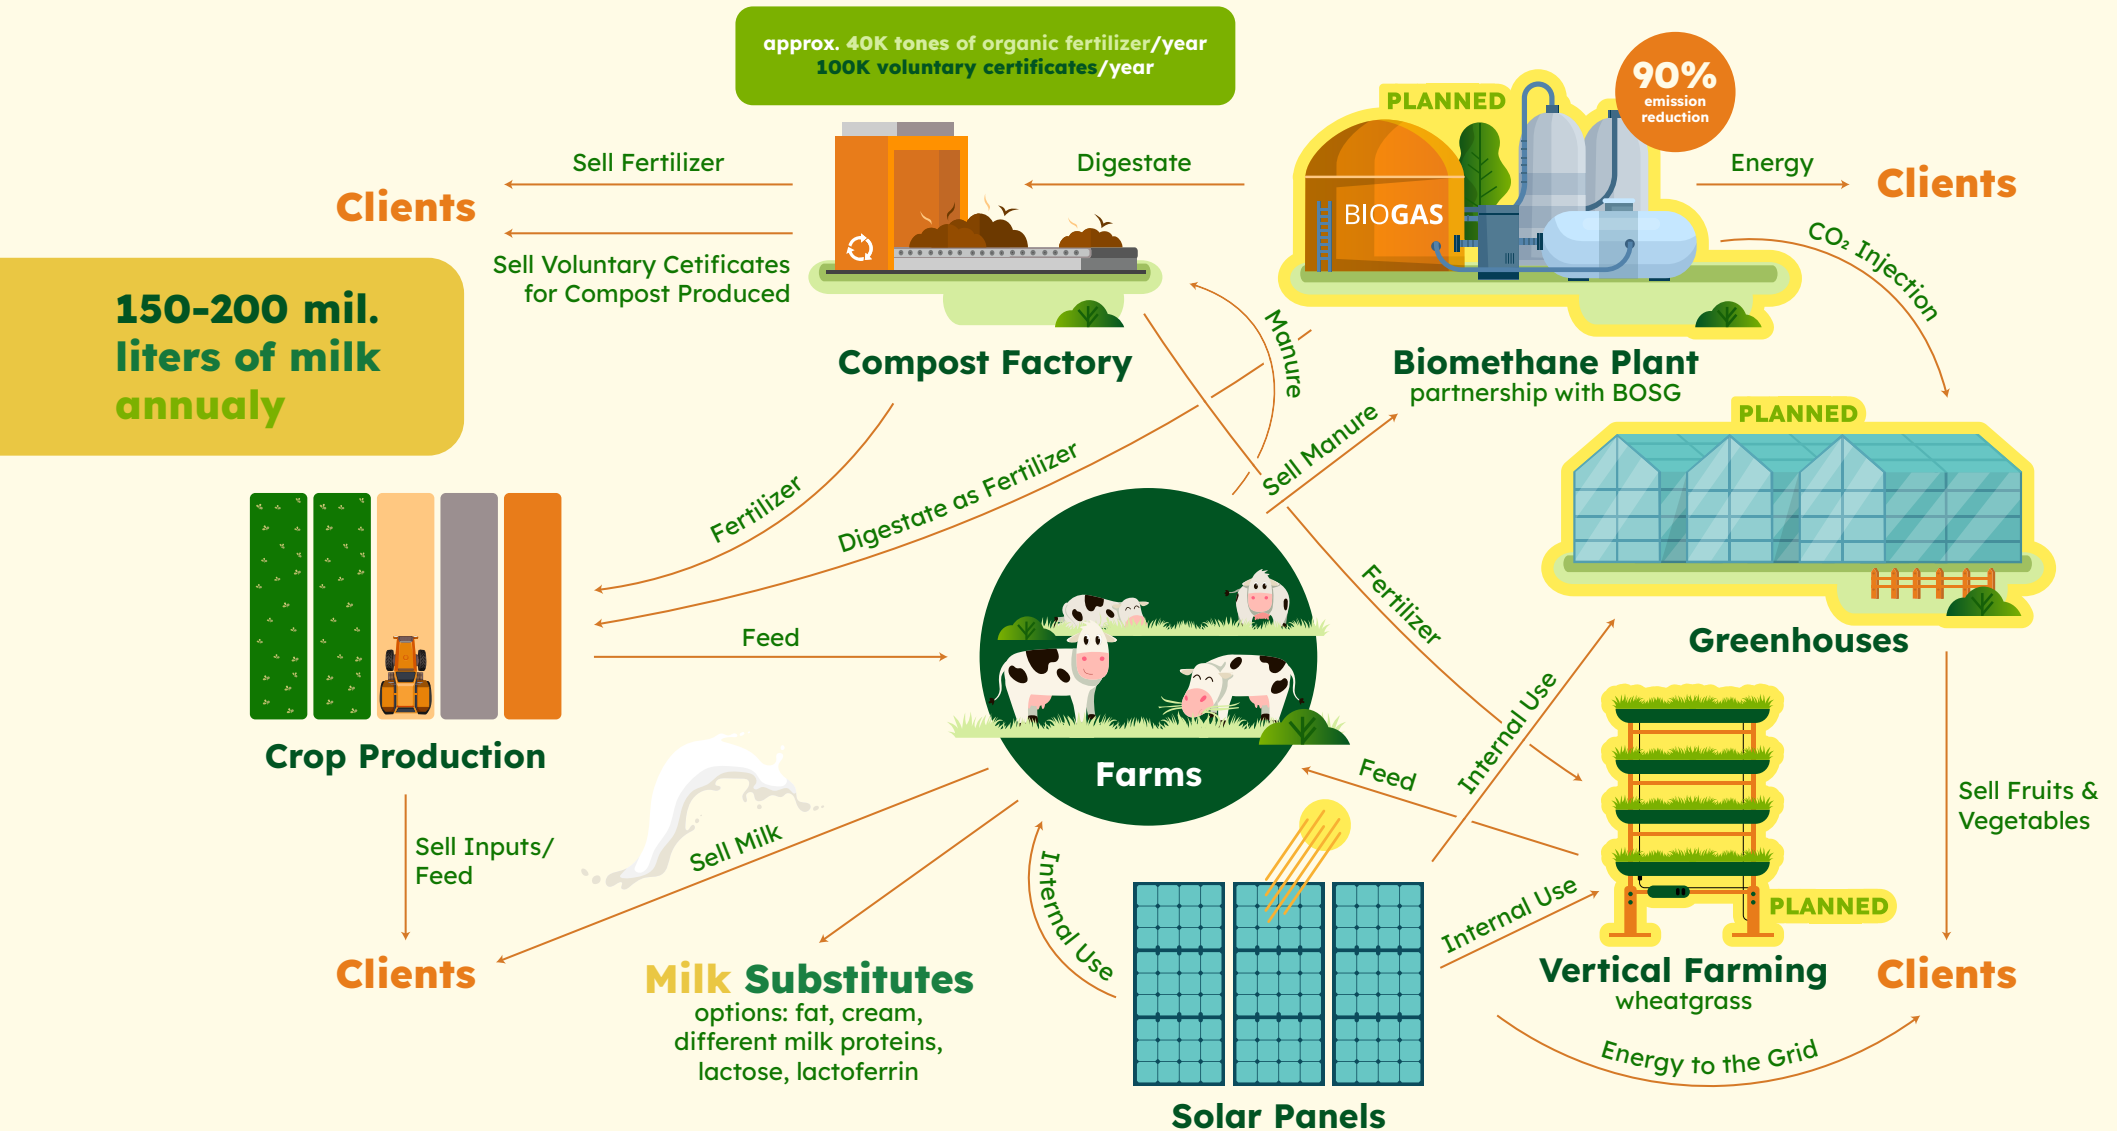 approx. 40K tones of organic fertilizer/year
100K voluntary certificates/year
PLANNED
90%
emission
reduction
Sell Fertilizer
Digestate
Energy
Clients
Clients
BIOGAS
CO₂ Injection
Sell Voluntary Cetificates
for Compost Produced
150-200 mil.
liters of milk
annualy
Manure
Compost Factory
Biomethane Plant
partnership with BOSG
PLANNED
Sell Manure
Fertilizer
Digestate as Fertilizer
Fertilizer
Feed
Greenhouses
Internal Use
Crop Production
Farms
Feed
Sell Fruits &
Vegetables
Sell Inputs/
Feed
Sell Milk
Internal Use
Internal Use
PLANNED
Clients
Milk Substitutes
options: fat, cream,
different milk proteins,
lactose, lactoferrin
Vertical Farming
wheatgrass
Clients
Energy to the Grid
Solar Panels